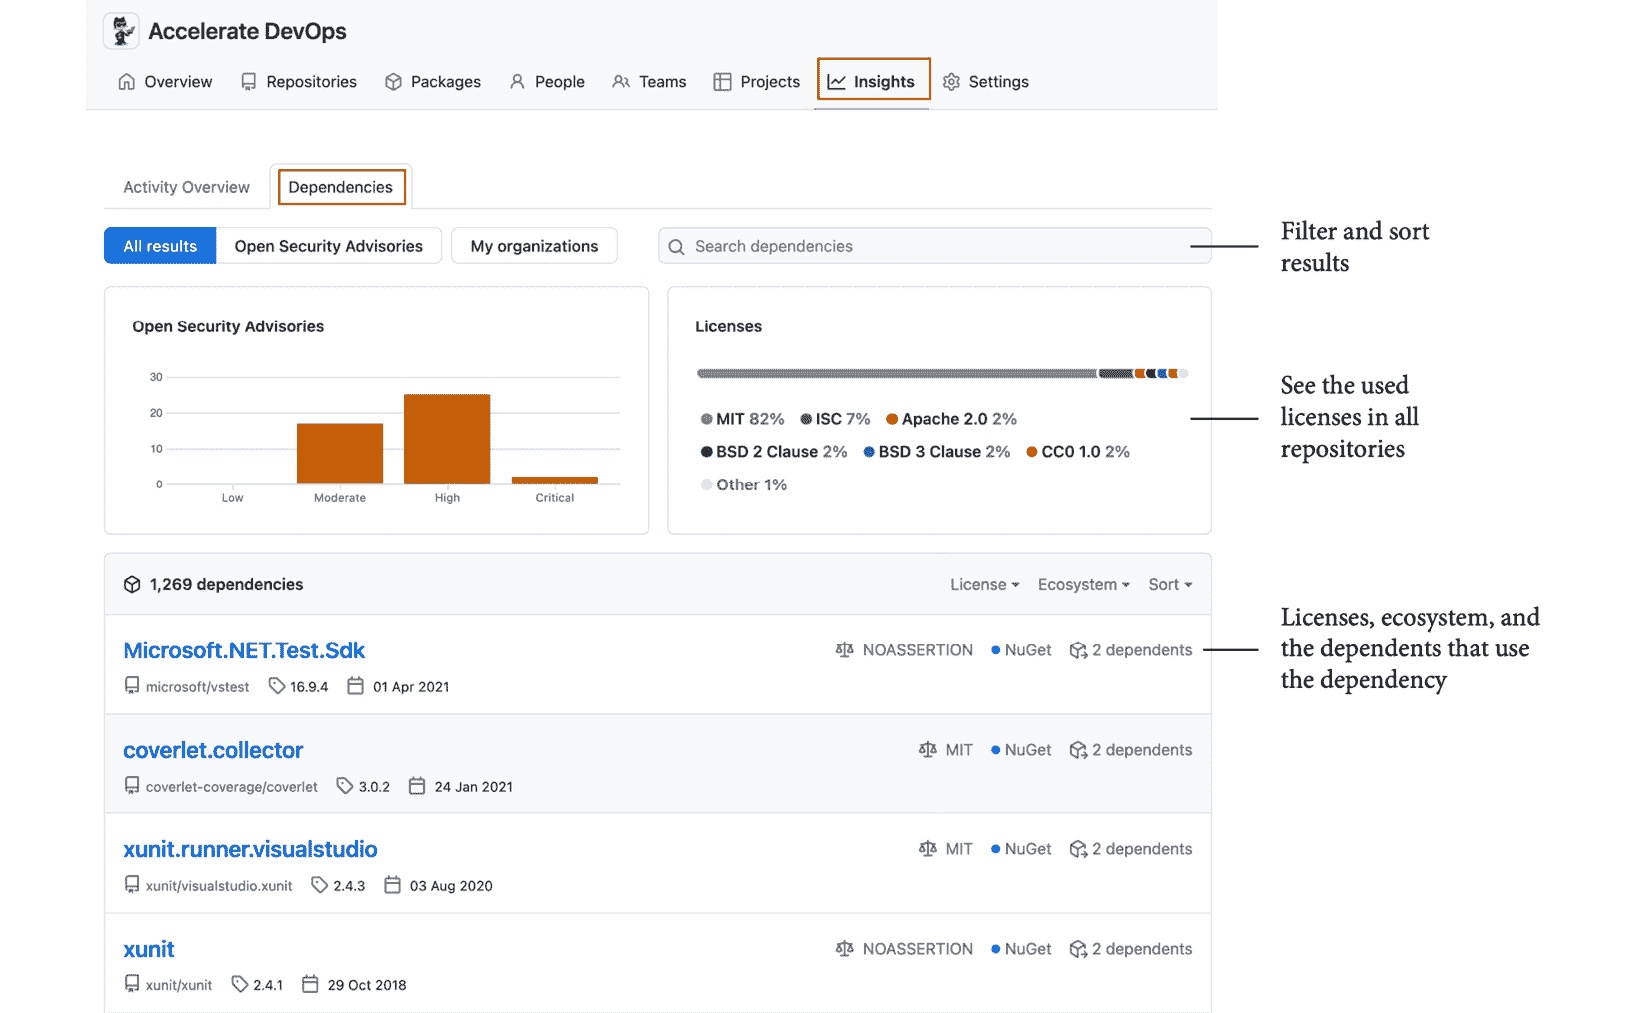 Accelerate DevOps
Overview Repositories Packages People Teams Projects Insights Settings
Activity Overview Dependencies
All results Open Security Advisories My organizations Search dependencies
Filter and sort
results
Open Security Advisories
30
20
10
0
Low Moderate High Critical
Licenses
MIT 82% ISC 7% Apache 2.0 2%
BSD 2 Clause 2% BSD 3 Clause 2% CC0 1.0 2%
Other 1%
See the used
licenses in all
repositories
1,269 dependencies License Ecosystem Sort
Microsoft.NET.Test.Sdk NOASSERTION NuGet 2 dependents
microsoft/vstest 16.9.4 01 Apr 2021
Licenses, ecosystem, and
the dependents that use
the dependency
coverlet.collector MIT NuGet 2 dependents
coverlet-coverage/coverlet 3.0.2 24 Jan 2021
xunit.runner.visualstudio MIT NuGet 2 dependents
xunit/visualstudio.xunit 2.4.3 03 Aug 2020
xunit NOASSERTION NuGet 2 dependents
xunit/xunit 2.4.1 29 Oct 2018